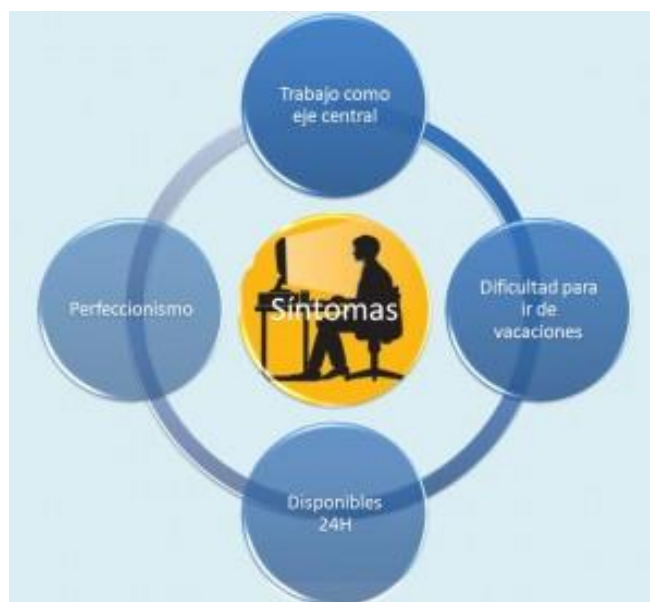 Trabajo como
eje central
Perfeccionismo
Síntomas
Dificultad para
ir de
vacaciones
Disponibles
24H